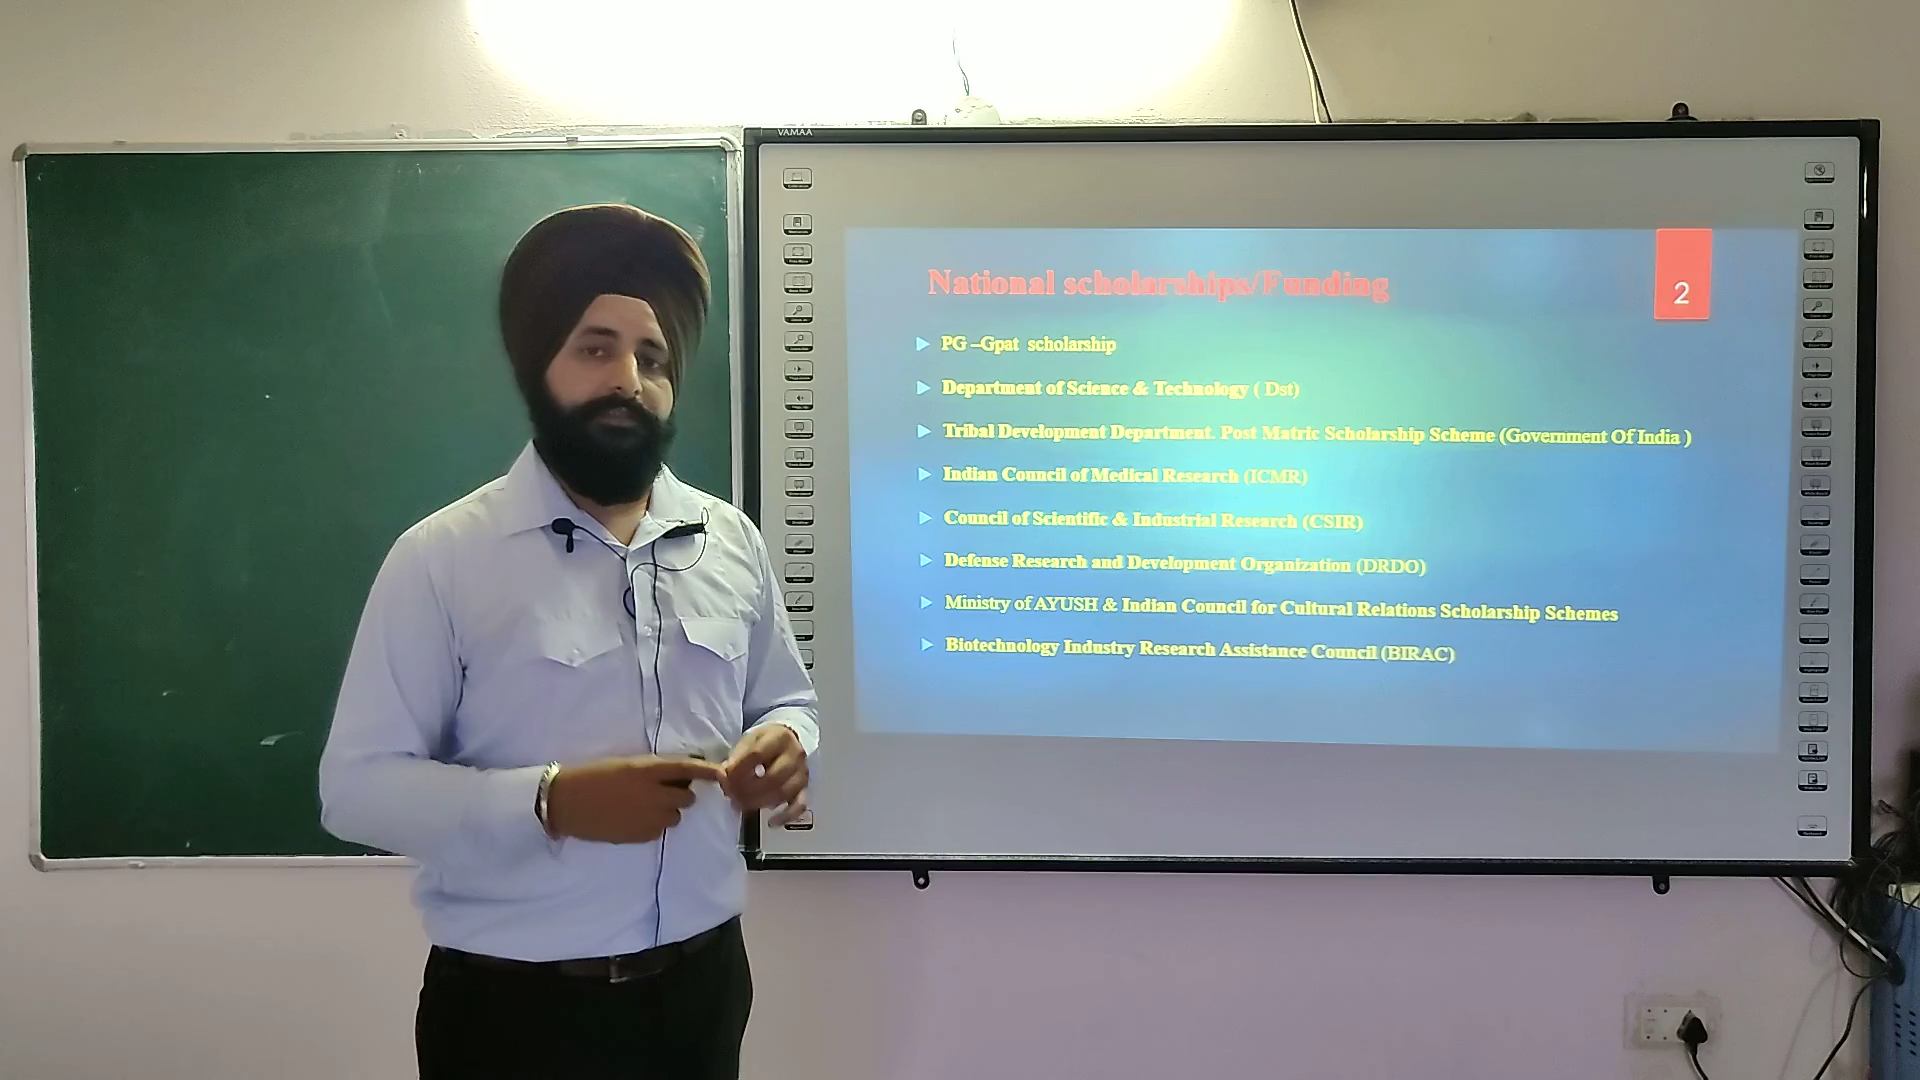 VAMAA
National scholarships/Funding
2
PG –Gpat scholarship
Department of Science & Technology ( Dst)
Tribal Development Department. Post Matric Scholarship Scheme (Government Of India )
Indian Council of Medical Research (ICMR)
Council of Scientific & Industrial Research (CSIR)
Defense Research and Development Organization (DRDO)
Ministry of AYUSH & Indian Council for Cultural Relations Scholarship Schemes
Biotechnology Industry Research Assistance Council (BIRAC)